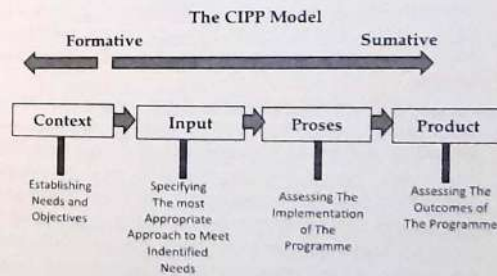 The CIPP Model
Formative Sumative
Context Input Proses Product
Establishing
Needs and
Objectives
Specifying
The most
Appropriate
Approach to Meet
Indentified
Needs
Assessing The
Implementation
of The
Programme
Assessing The
Outcomes of
The Programme